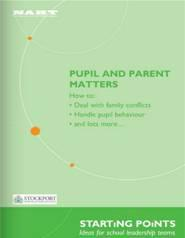 NAHT
PUPIL AND PARENT
MATTERS
How to:
• Deal with family conflicts
• Handle pupil behaviour
• and lots more...
STOCKPORT
STARTiNG POiNTS
Ideas for school leadership teams